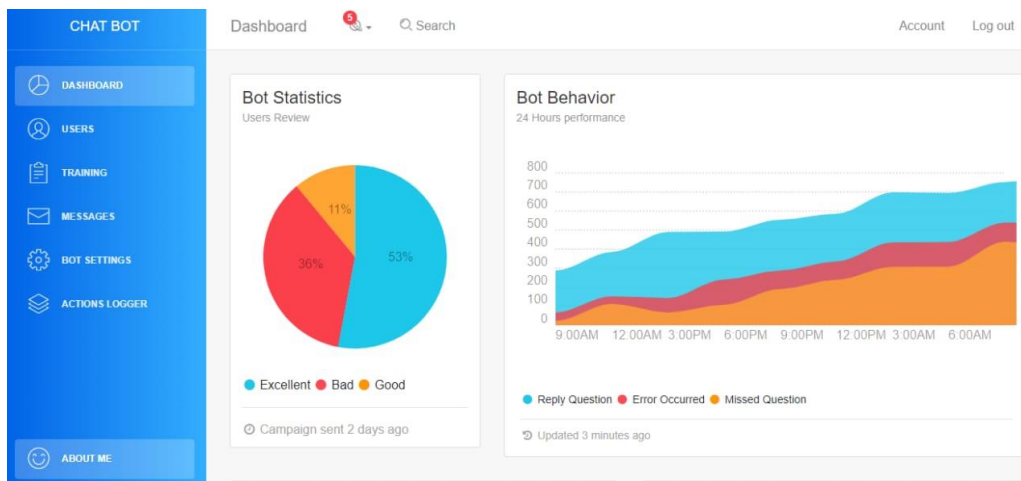 CHAT BOT
DASHBOARD
USERS
TRAINING
MESSAGES
BOT SETTINGS
ACTIONS LOGGER
ABOUT ME
Dashboard 5 Search Account Log out
Bot Statistics
Users Review
11%
36% 53%
Excellent Bad Good
Campaign sent 2 days ago
Bot Behavior
24 Hours performance
800
700
600
500
400
300
200
100
0
9:00AM 12:00AM 3:00PM 6:00PM 9:00PM 12:00PM 3:00AM 6:00AM
Reply Question Error Occurred Missed Question
Updated 3 minutes ago